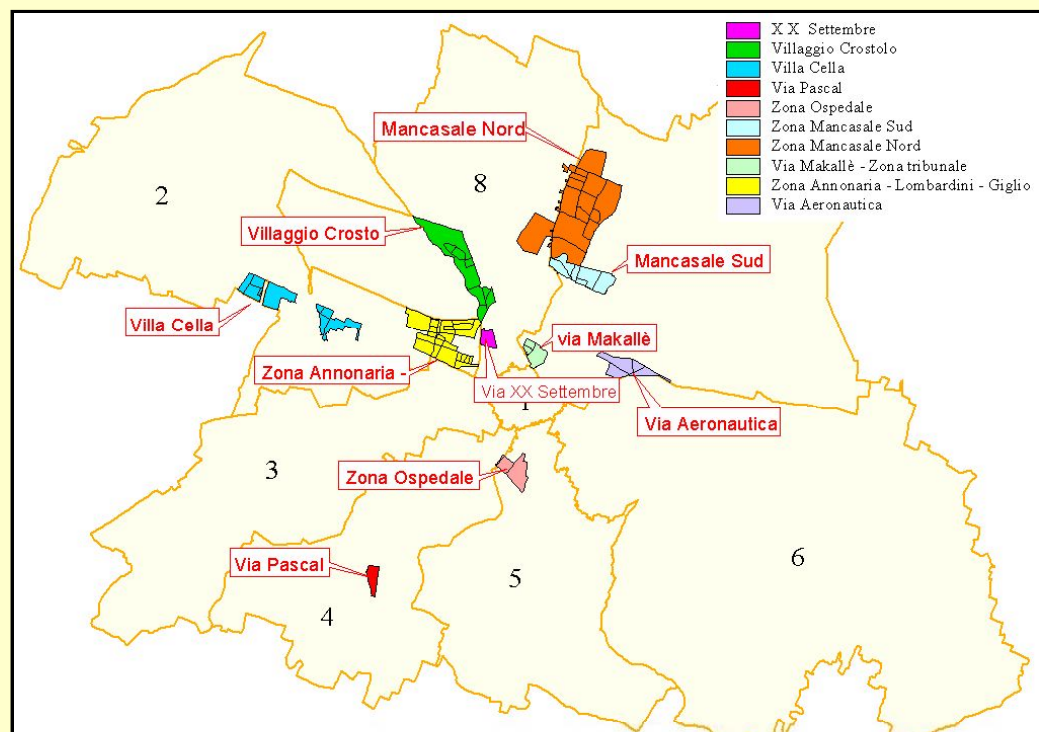 X X Settembre
Villaggio Crostolo
Villa Cella
Via Pascal
Zona Ospedale
Zona Mancasale Sud
Zona Mancasale Nord
Via Makallè - Zona tribunale
Zona Annonaria - Lombardini - Giglio
Via Aeronautica
Mancasale Nord
2
8
Villaggio Crosto
Mancasale Sud
Villa Cella
via Makallè
Zona Annonaria -
Via XX Settembre
1
Via Aeronautica
3
Zona Ospedale
Via Pascal
5
6
4